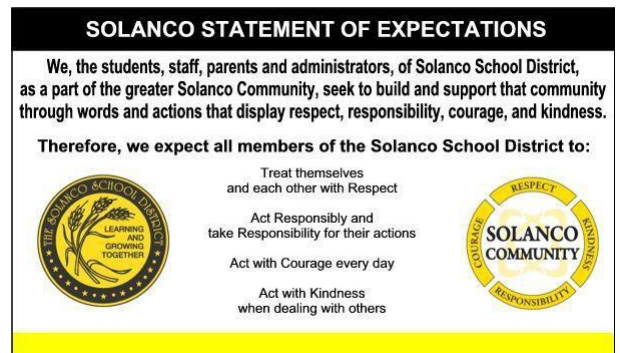 SOLANCO STATEMENT OF EXPECTATIONS
We, the students, staff, parents and administrators, of Solanco School District,
as a part of the greater Solanco Community, seek to build and support that community
through words and actions that display respect, responsibility, courage, and kindness.
Therefore, we expect all members of the Solanco School District to:
Treat themselves
and each other with Respect
Act Responsibly and
take Responsibility for their actions
Act with Courage every day
Act with Kindness
when dealing with others
THE SOLANCO SCHOOL DISTRICT
LEARNING
AND
GROWING
TOGETHER
RESPECT
COURAGE
KINDNESS
SOLANCO
COMMUNITY
RESPONSIBILITY